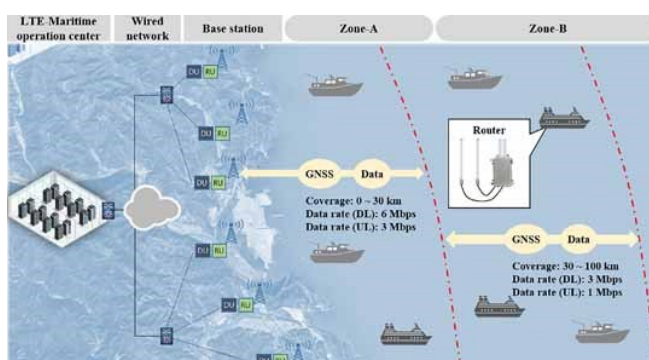 LTE-Maritime
operation center
Wired
network
Base station
Zone-A
Zone-B
DU RU
DU RU
DU RU
Router
GNSS Data
Coverage: 0 ~ 30 km
Data rate (DL): 6 Mbps
Data rate (UL): 3 Mbps
DU RU
GNSS Data
Coverage: 30 ~ 100 km
Data rate (DL): 3 Mbps
Data rate (UL): 1 Mbps
DU RU
DU RU